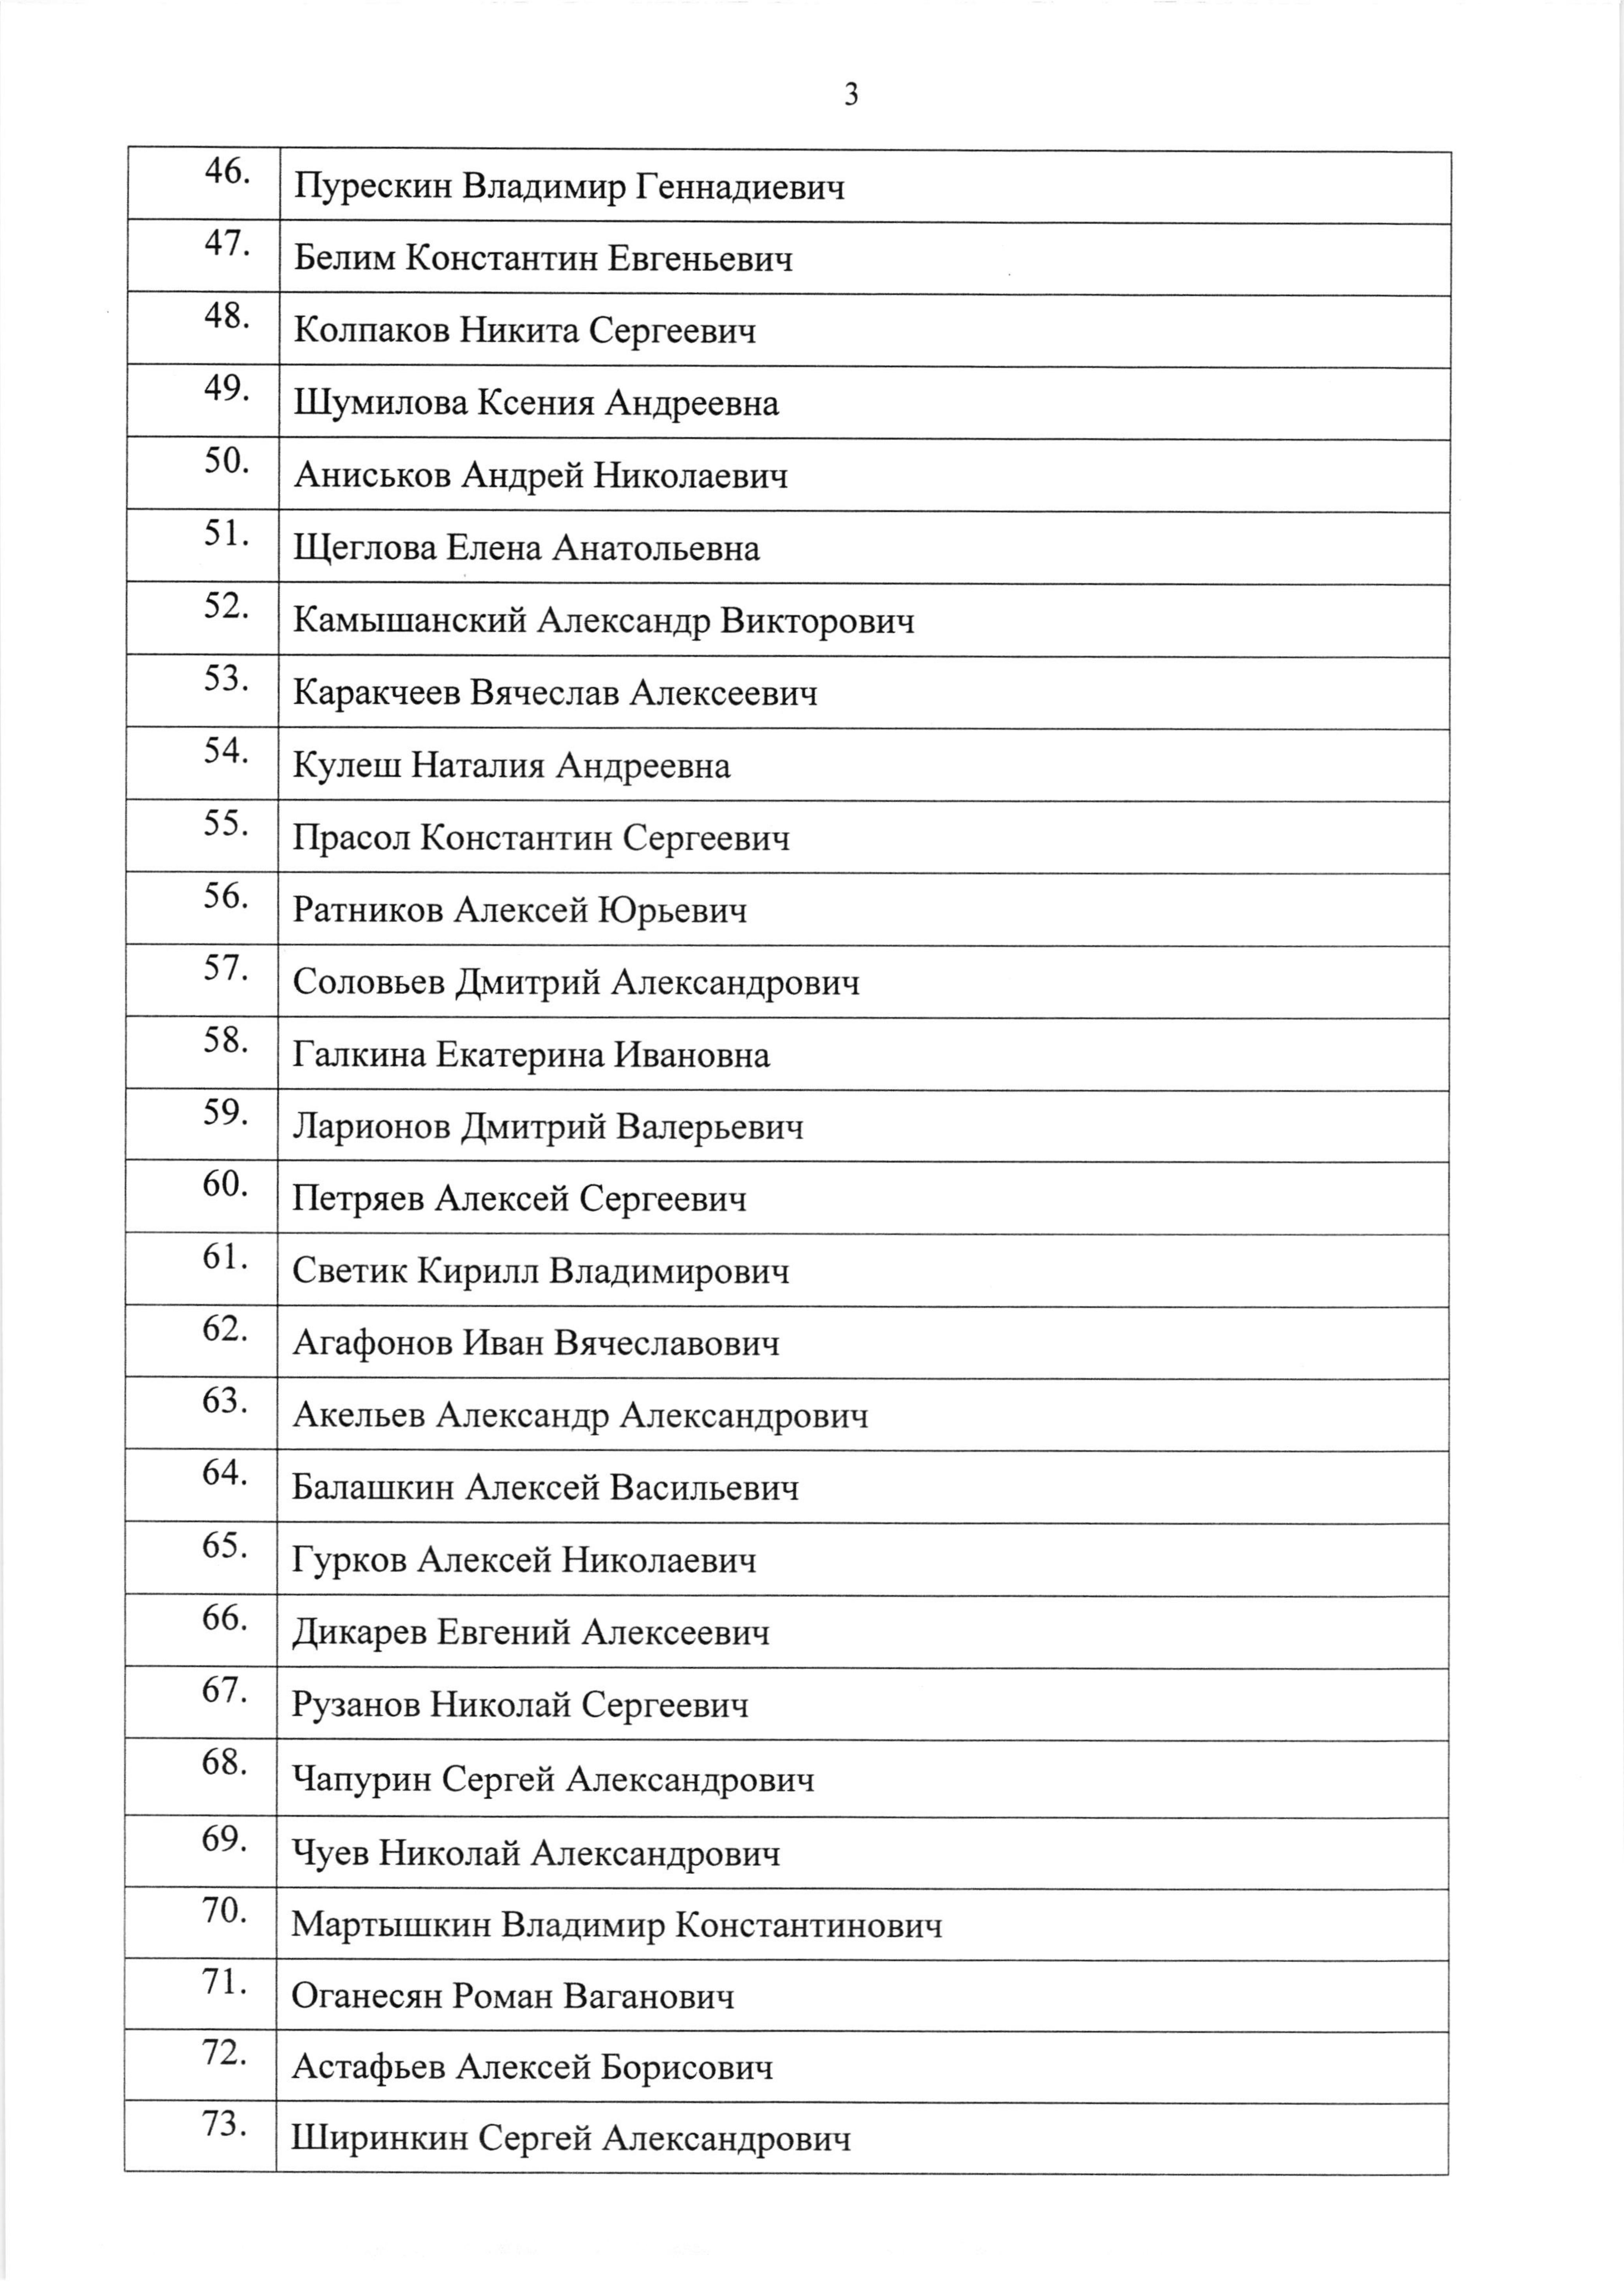 3
46. Пурескин Владимир Геннадиевич
47. Белим Константин Евгеньевич
48. Колпаков Никита Сергеевич
49. Шумилова Ксения Андреевна
50. Аниськов Андрей Николаевич
51. Щеглова Елена Анатольевна
52. Камышанский Александр Викторович
53. Каракчеев Вячеслав Алексеевич
54. Кулеш Наталия Андреевна
55. Прасол Константин Сергеевич
56. Ратников Алексей Юрьевич
57. Соловьев Дмитрий Александрович
58. Галкина Екатерина Ивановна
59. Ларионов Дмитрий Валерьевич
60. Петряев Алексей Сергеевич
61. Светик Кирилл Владимирович
62. Агафонов Иван Вячеславович
63. Акельев Александр Александрович
64. Балашкин Алексей Васильевич
65. Гурков Алексей Николаевич
66. Дикарев Евгений Алексеевич
67. Рузанов Николай Сергеевич
68. Чапурин Сергей Александрович
69. Чуев Николай Александрович
70. Мартышкин Владимир Константинович
71. Оганесян Роман Ваганович
72. Астафьев Алексей Борисович
73. Ширинкин Сергей Александрович